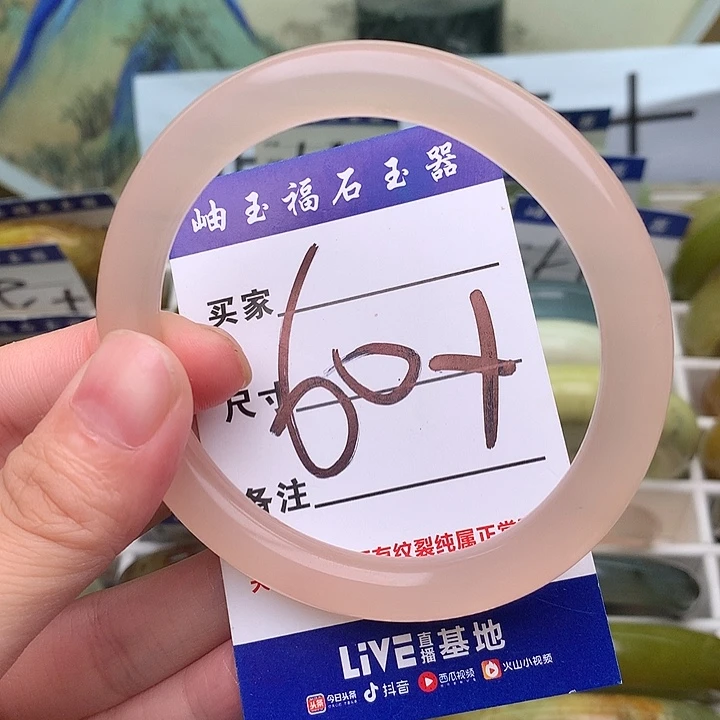 岫玉福石玉器
买家
60+
尺寸
备注
有纹裂纯属正常
LiVE直播基地
今日头条 抖音 西瓜视频 火山小视频